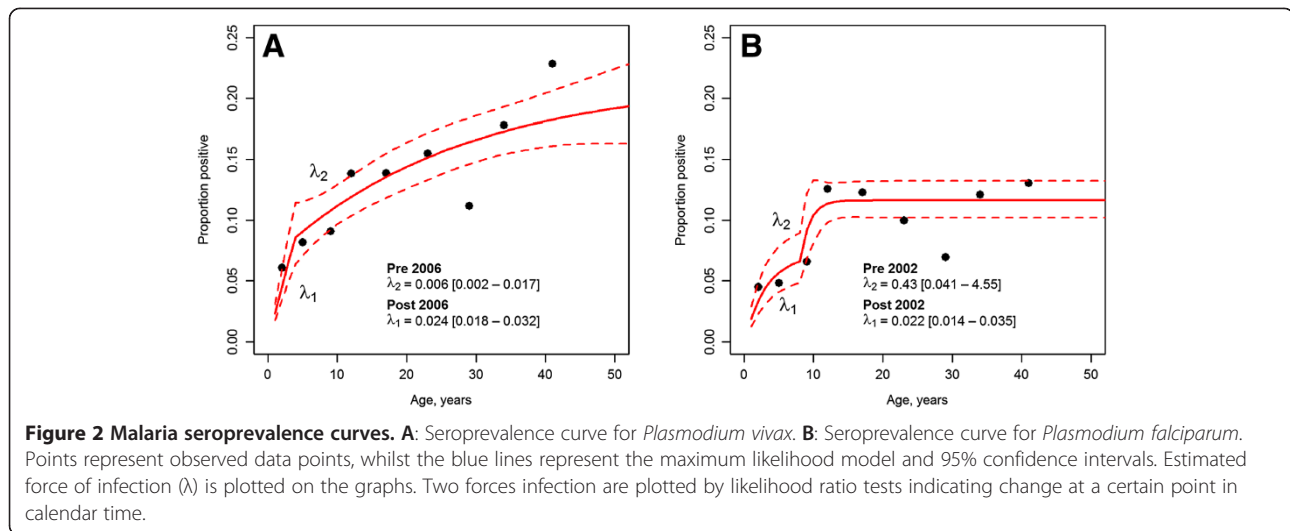 A
Proportion positive
0.25
0.20
0.15
0.10
0.05
0.00
λ2
λ1
Pre 2006
λ2 = 0.006 [0.002 – 0.017]
Post 2006
λ1 = 0.024 [0.018 – 0.032]
0 10 20 30 40 50
Age, years
B
Proportion positive
0.25
0.20
0.15
0.10
0.05
0.00
λ2
λ1
Pre 2002
λ2 = 0.43 [0.041 – 4.55]
Post 2002
λ1 = 0.022 [0.014 – 0.035]
0 10 20 30 40 50
Age, years
Figure 2 Malaria seroprevalence curves. A: Seroprevalence curve for Plasmodium vivax. B: Seroprevalence curve for Plasmodium falciparum.
Points represent observed data points, whilst the blue lines represent the maximum likelihood model and 95% confidence intervals. Estimated
force of infection (λ) is plotted on the graphs. Two forces infection are plotted by likelihood ratio tests indicating change at a certain point in
calendar time.